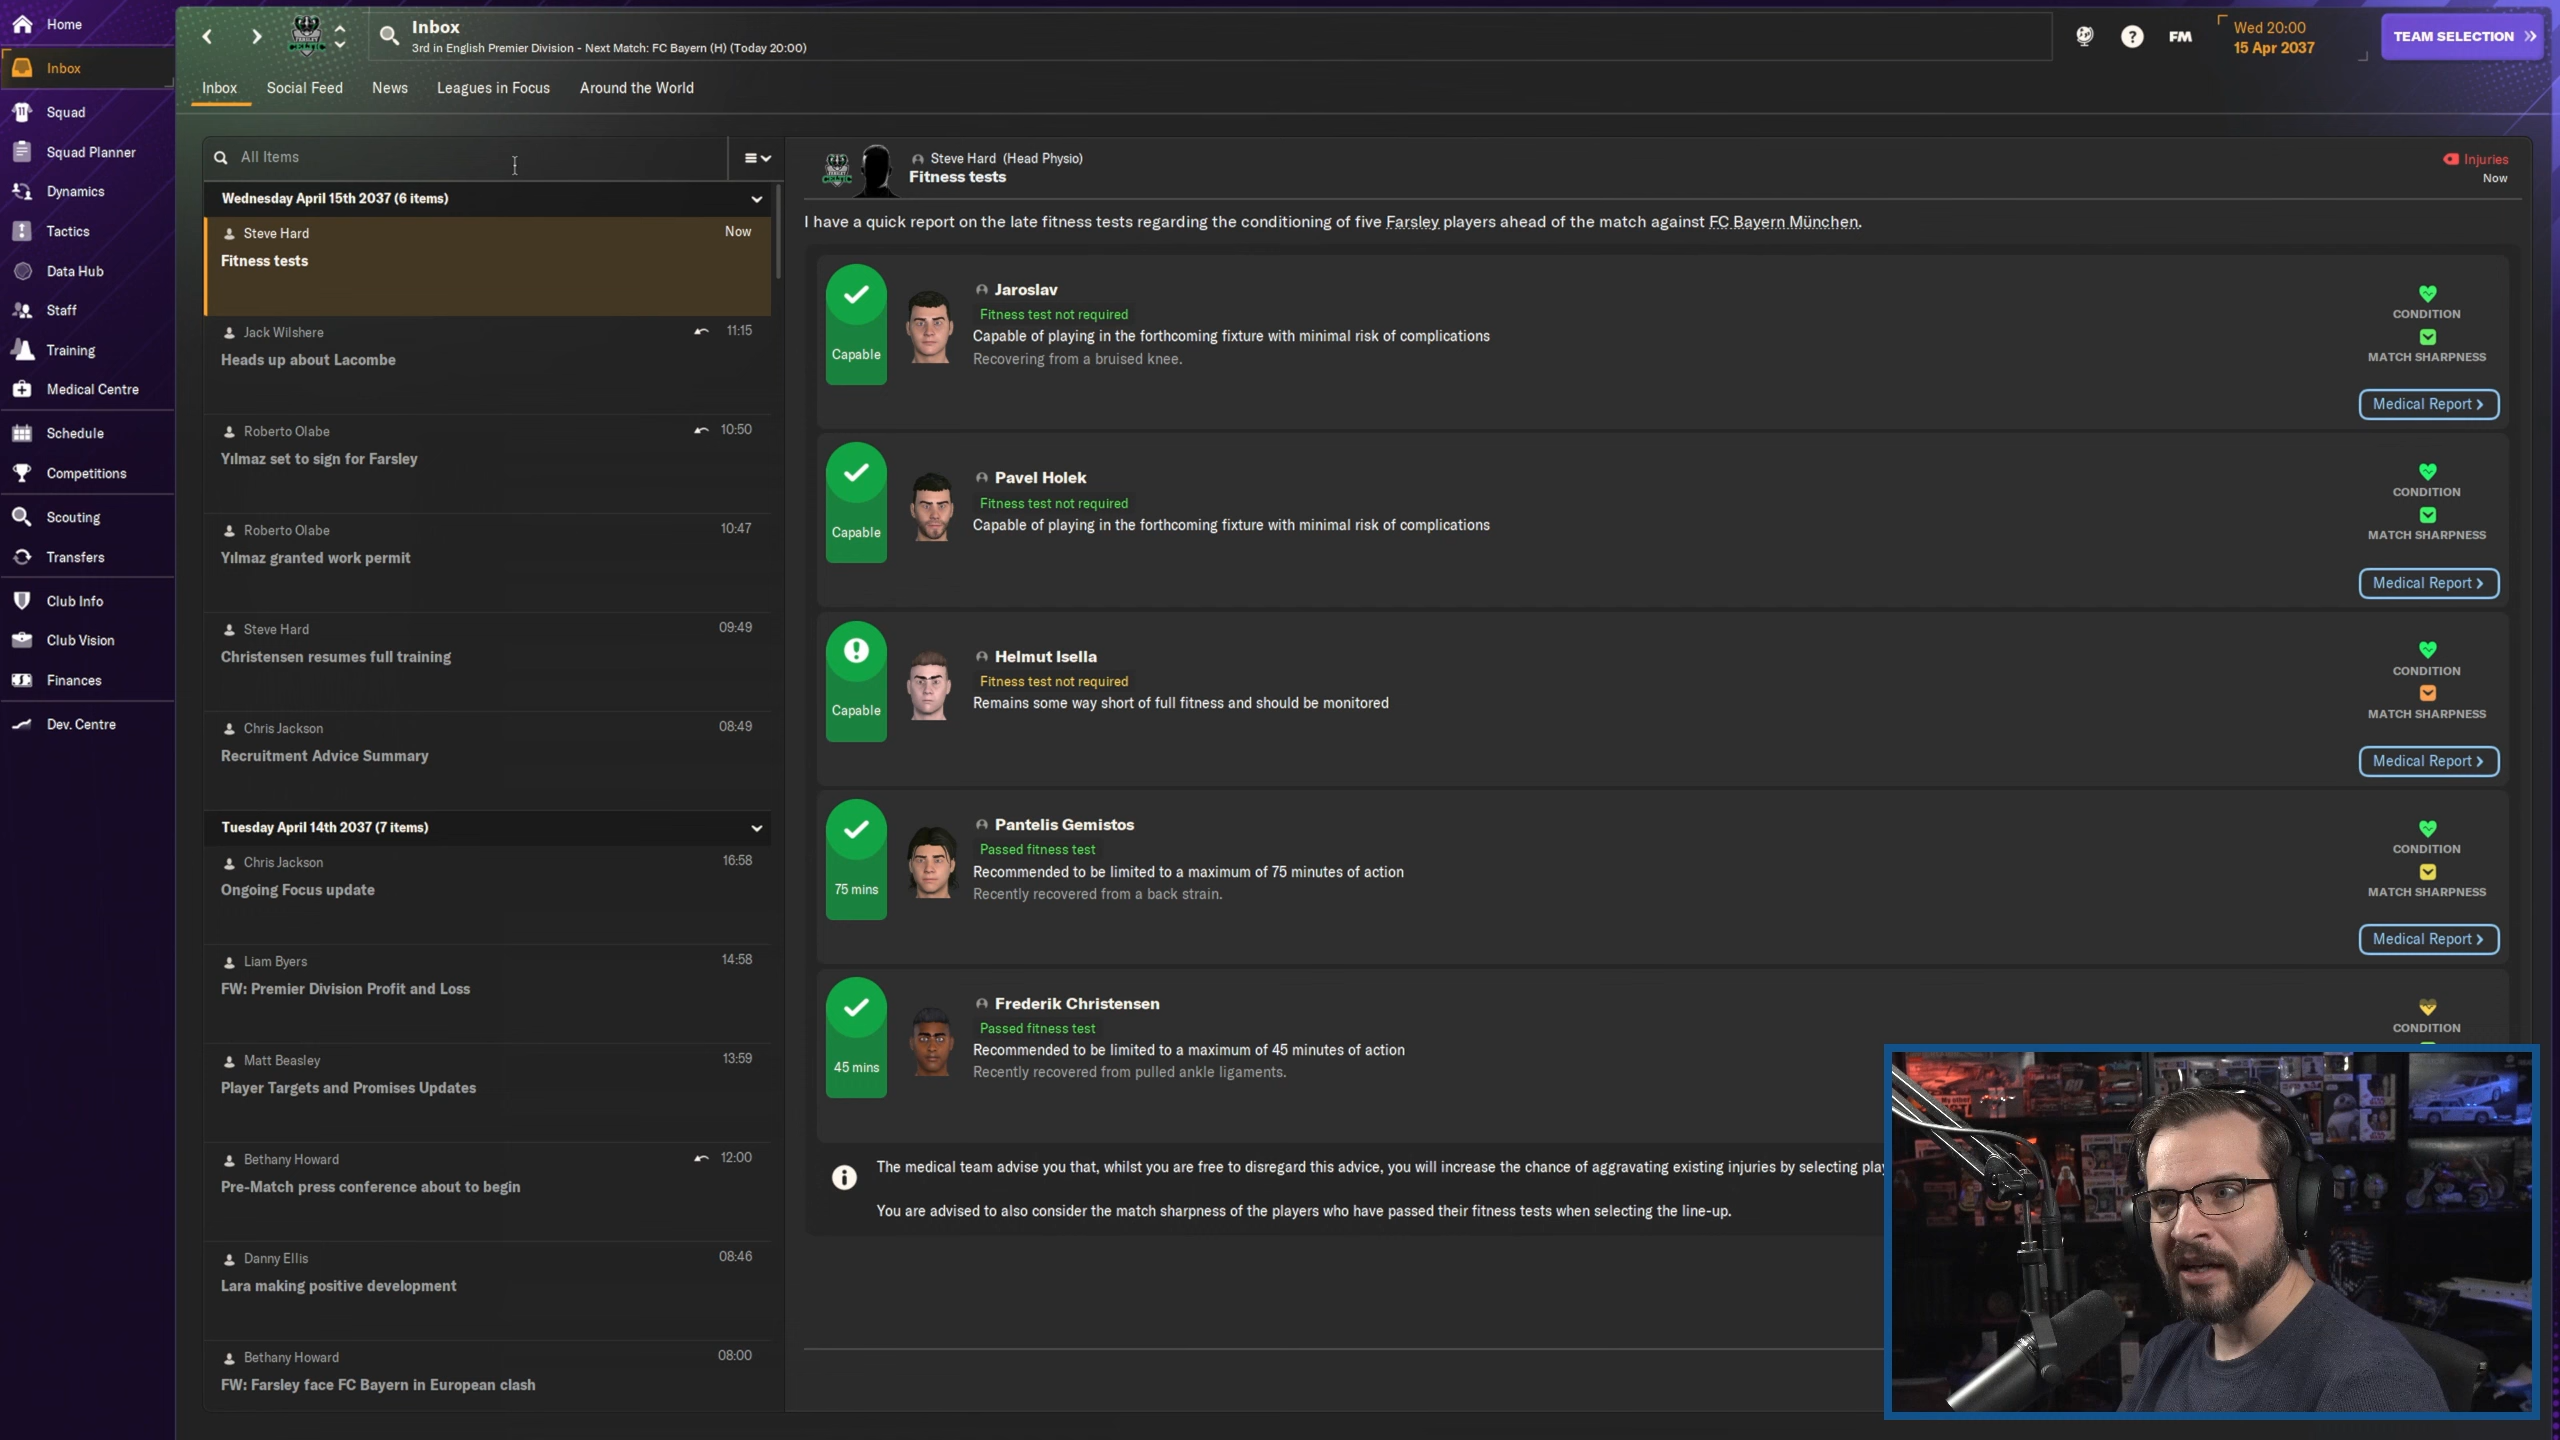 Home
Inbox
Squad
Squad Planner
Dynamics
Tactics
Data Hub
Staff
Training
Medical Centre
Schedule
Competitions
Scouting
Transfers
Club Info
Club Vision
Finances
Dev. Centre
Inbox
3rd in English Premier Division - Next Match: FC Bayern (H) (Today 20:00)
FM
Wed 20:00
15 Apr 2037
TEAM SELECTION
Inbox
Social Feed
News
Leagues in Focus
Around the World
All Items
Wednesday April 15th 2037 (6 items)
Steve Hard
Now
Fitness tests
Jack Wilshere
11:15
Heads up about Lacombe
Roberto Olabe
10:50
Yılmaz set to sign for Farsley
Roberto Olabe
10:47
Yılmaz granted work permit
Steve Hard
09:49
Christensen resumes full training
Chris Jackson
08:49
Recruitment Advice Summary
Tuesday April 14th 2037 (7 items)
Chris Jackson
16:58
Ongoing Focus update
Liam Byers
14:58
FW: Premier Division Profit and Loss
Matt Beasley
13:59
Player Targets and Promises Updates
Bethany Howard
12:00
Pre-Match press conference about to begin
Danny Ellis
08:46
Lara making positive development
Bethany Howard
08:00
FW: Farsley face FC Bayern in European clash
Steve Hard (Head Physio)
Fitness tests
Injuries
Now
I have a quick report on the late fitness tests regarding the conditioning of five Farsley players ahead of the match against FC Bayern München.
Capable
Jaroslav
Fitness test not required
Capable of playing in the forthcoming fixture with minimal risk of complications
Recovering from a bruised knee.
CONDITION
MATCH SHARPNESS
Medical Report
Capable
Pavel Holek
Fitness test not required
Capable of playing in the forthcoming fixture with minimal risk of complications
CONDITION
MATCH SHARPNESS
Medical Report
Capable
Helmut Isella
Fitness test not required
Remains some way short of full fitness and should be monitored
CONDITION
MATCH SHARPNESS
Medical Report
75 mins
Pantelis Gemistos
Passed fitness test
Recommended to be limited to a maximum of 75 minutes of action
Recently recovered from a back strain.
CONDITION
MATCH SHARPNESS
Medical Report
45 mins
Frederik Christensen
Passed fitness test
Recommended to be limited to a maximum of 45 minutes of action
Recently recovered from pulled ankle ligaments.
CONDITION
The medical team advise you that, whilst you are free to disregard this advice, you will increase the chance of aggravating existing injuries by selecting
You are advised to also consider the match sharpness of the players who have passed their fitness tests when selecting the line-up.